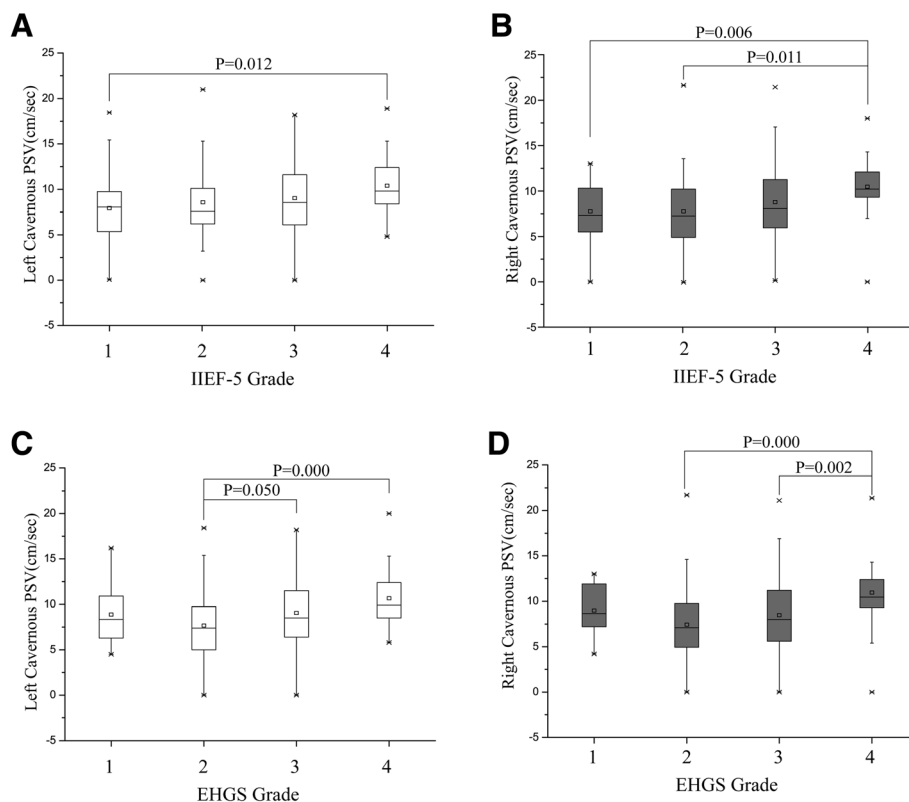 A
Left Cavernous PSV(cm/sec)
25
20
15
10
5
0
-5
P=0.012
1 2 3 4
IIEF-5 Grade
B
Right Cavernous PSV(cm/sec)
25
20
15
10
5
0
-5
P=0.006
P=0.011
1 2 3 4
IIEF-5 Grade
C
Left Cavernous PSV(cm/sec)
25
20
15
10
5
0
-5
P=0.000
P=0.050
1 2 3 4
EHGS Grade
D
Right Cavernous PSV(cm/sec)
25
20
15
10
5
0
-5
P=0.000
P=0.002
1 2 3 4
EHGS Grade